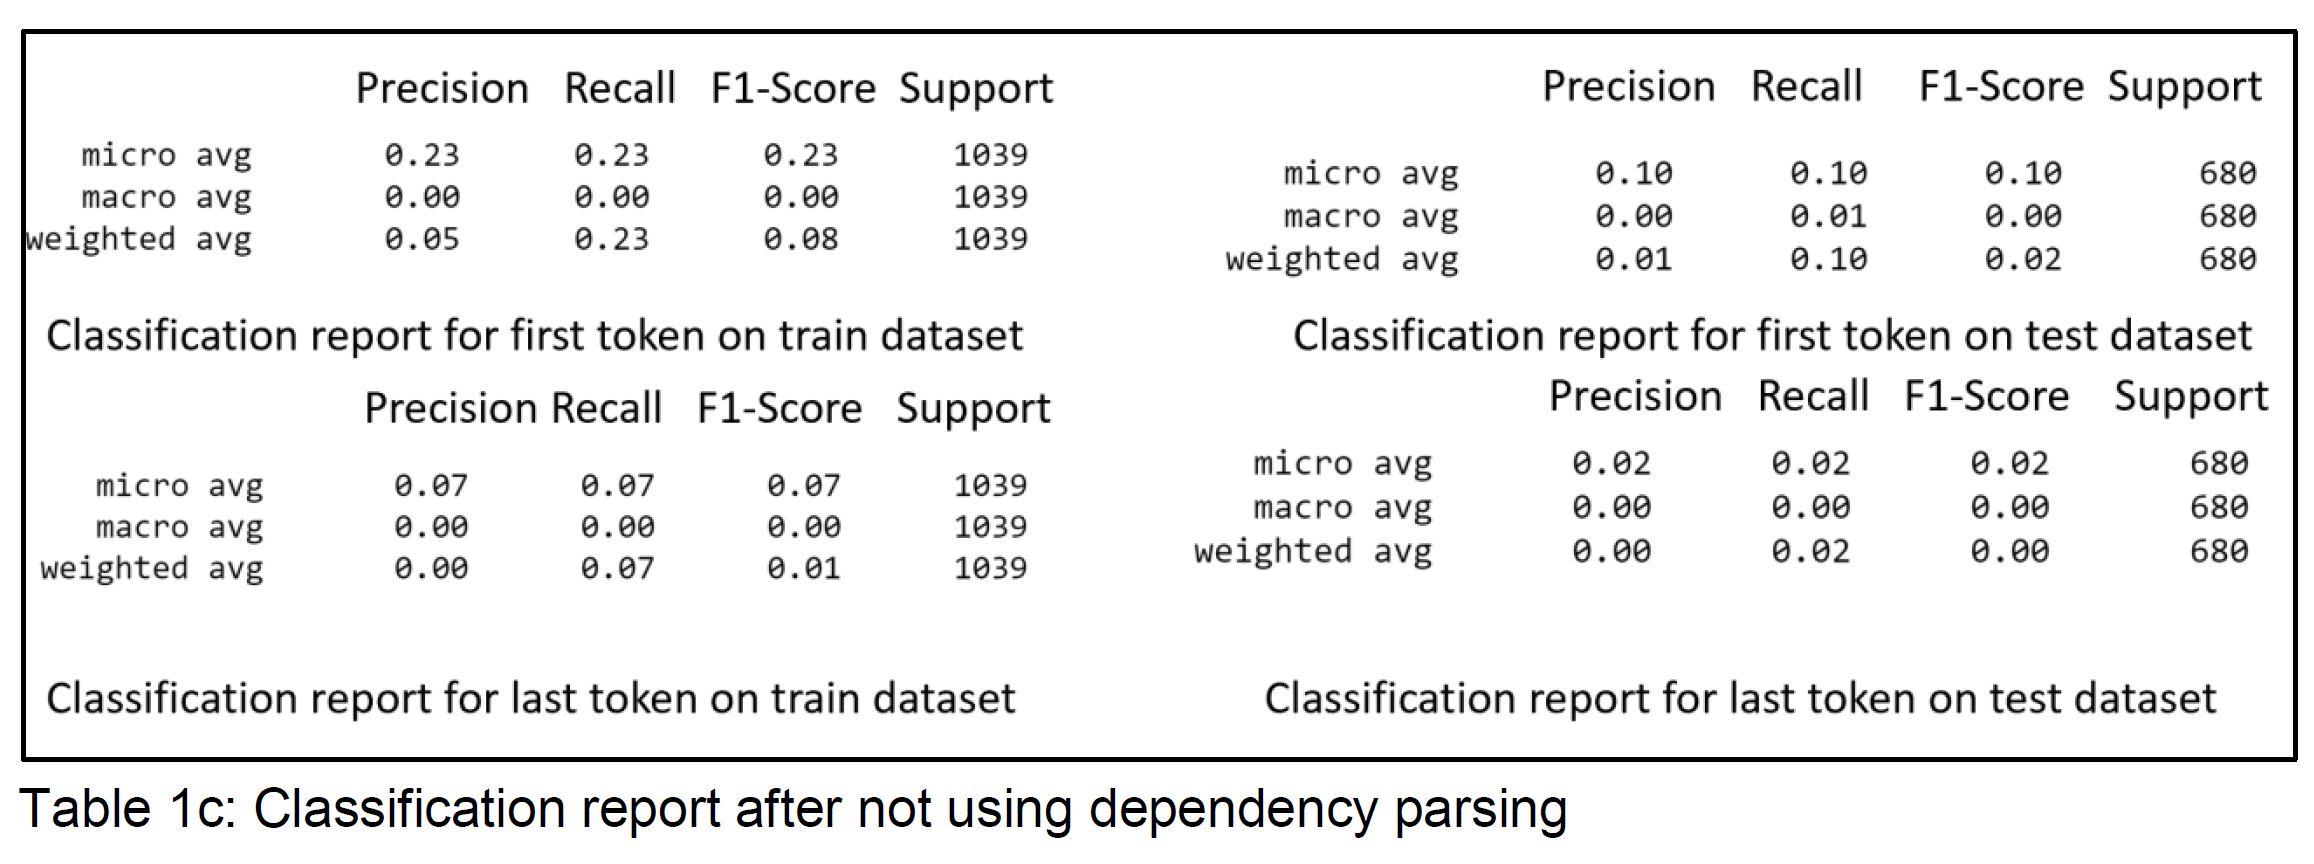 Precision Recall F1-Score Support
micro avg 0.23 0.23 0.23 1039
macro avg 0.00 0.00 0.00 1039
weighted avg 0.05 0.23 0.08 1039
Classification report for first token on train dataset
Precision Recall F1-Score Support
micro avg 0.10 0.10 0.10 680
macro avg 0.00 0.01 0.00 680
weighted avg 0.01 0.10 0.02 680
Classification report for first token on test dataset
Precision Recall F1-Score Support
micro avg 0.07 0.07 0.07 1039
macro avg 0.00 0.00 0.00 1039
weighted avg 0.00 0.07 0.01 1039
Classification report for last token on train dataset
Precision Recall F1-Score Support
micro avg 0.02 0.02 0.02 680
macro avg 0.00 0.00 0.00 680
weighted avg 0.00 0.02 0.00 680
Classification report for last token on test dataset
Table 1c: Classification report after not using dependency parsing